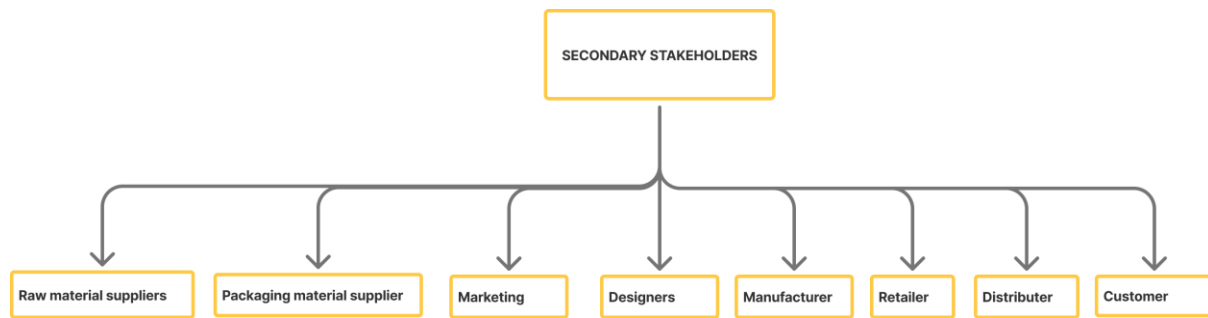 SECONDARY STAKEHOLDERS
Raw material suppliers
Packaging material supplier
Marketing
Designers
Manufacturer
Retailer
Distributer
Customer